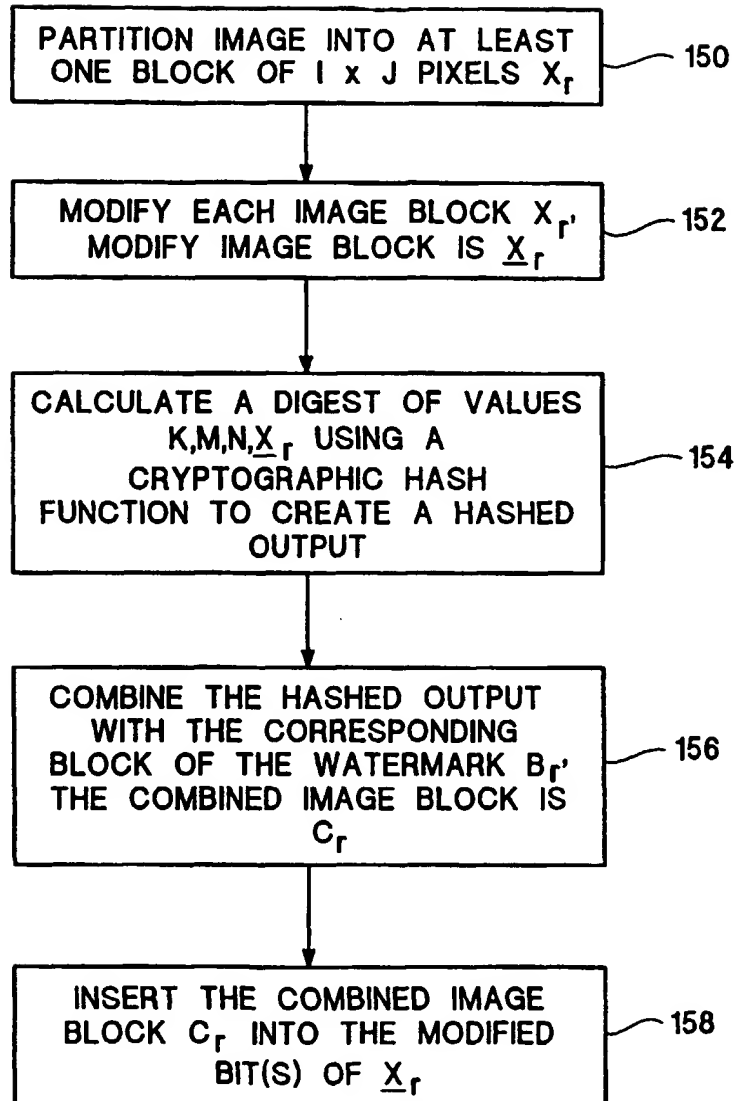 PARTITION IMAGE INTO AT LEAST
ONE BLOCK OF I x J PIXELS Xr
150
MODIFY EACH IMAGE BLOCK Xr,
MODIFY IMAGE BLOCK IS Xr
152
CALCULATE A DIGEST OF VALUES
K,M,N,Xr USING A
CRYPTOGRAPHIC HASH
FUNCTION TO CREATE A HASHED
OUTPUT
154
COMBINE THE HASHED OUTPUT
WITH THE CORRESPONDING
BLOCK OF THE WATERMARK Br,
THE COMBINED IMAGE BLOCK IS
Cr
156
INSERT THE COMBINED IMAGE
BLOCK Cr INTO THE MODIFIED
BIT(S) OF Xr
158